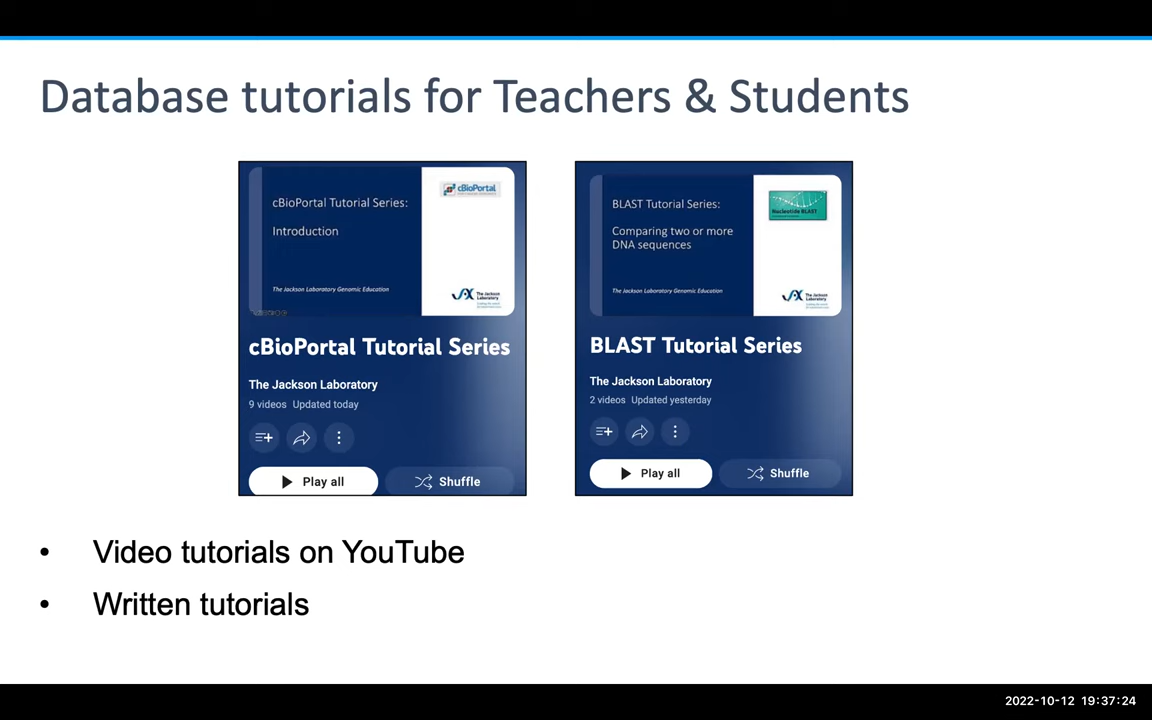 Database tutorials for Teachers & Students
cBioPortal Tutorial Series:
Introduction
The Jackson Laboratory Genomic Education
cBioPortal
JAX The Jackson
Laboratory
cBioPortal Tutorial Series
The Jackson Laboratory
9 videos Updated today
Play all
Shuffle
BLAST Tutorial Series:
Comparing two or more
DNA sequences
The Jackson Laboratory Genomic Education
Nucleotide BLAST
JAX The Jackson
Laboratory
BLAST Tutorial Series
The Jackson Laboratory
2 videos Updated yesterday
Play all
Shuffle
• Video tutorials on YouTube
• Written tutorials
2022-10-12 19:37:24